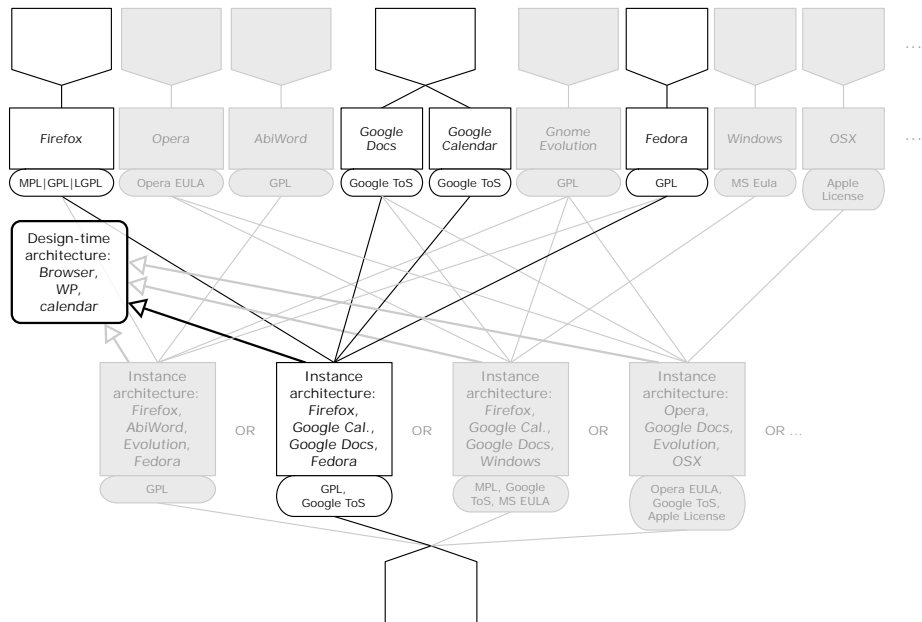 ...
Firefox
Opera
AbiWord
Google
Docs
Google
Calendar
Gnome
Evolution
Fedora
Windows
OSX
...
MPL|GPL|LGPL
Opera EULA
GPL
Google ToS
Google ToS
GPL
GPL
MS Eula
Apple
License
Design-time
architecture:
Browser,
WP,
calendar
Instance
architecture:
Firefox,
AbiWord,
Evolution,
Fedora
GPL
OR
Instance
architecture:
Firefox,
Google Cal.,
Google Docs,
Fedora
GPL,
Google ToS
OR
Instance
architecture:
Firefox,
Google Cal.,
Google Docs,
Windows
MPL, Google
ToS, MS EULA
OR
Instance
architecture:
Opera,
Google Docs,
Evolution,
OSX
Opera EULA,
Google ToS,
Apple License
OR ...